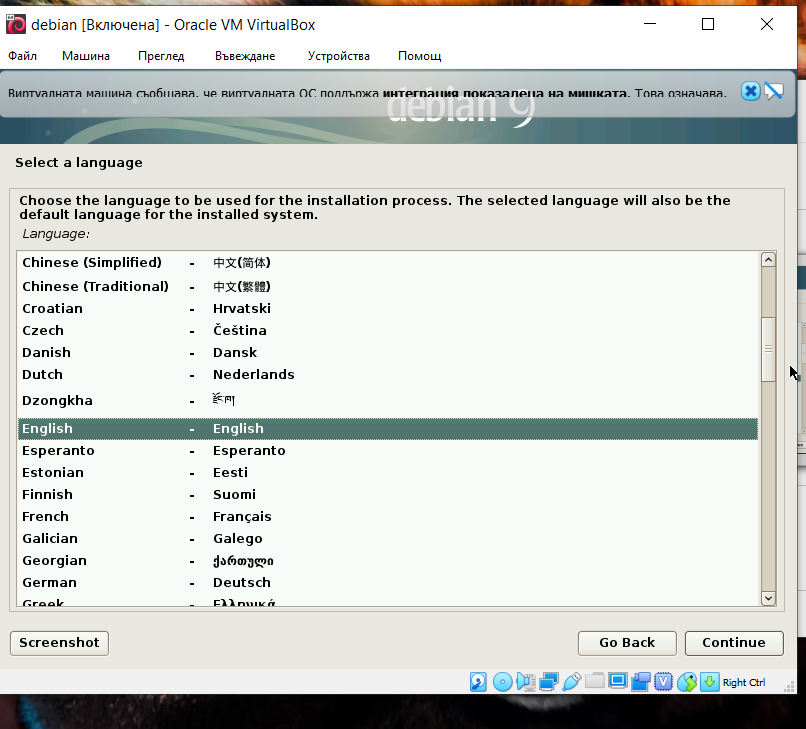 debian [Включена] - Oracle VM VirtualBox
Файл Машина Преглед Въвеждане Устройства Помощ
Виртуалната машина съобщава, че виртуалната ОС поддържа интеграция показалеца на мишката. Това означава,
debian 9
Select a language
Choose the language to be used for the installation process. The selected language will also be the
default language for the installed system.
Language:
Chinese (Simplified) - 中文(简体)
Chinese (Traditional) - 中文(繁體)
Croatian - Hrvatski
Czech - Čeština
Danish - Dansk
Dutch - Nederlands
Dzongkha - རྫོང་ཁ།
English - English
Esperanto - Esperanto
Estonian - Eesti
Finnish - Suomi
French - Français
Galician - Galego
Georgian - ქართული
German - Deutsch
Greek - Ελληνικά
Screenshot Go Back Continue
Right Ctrl